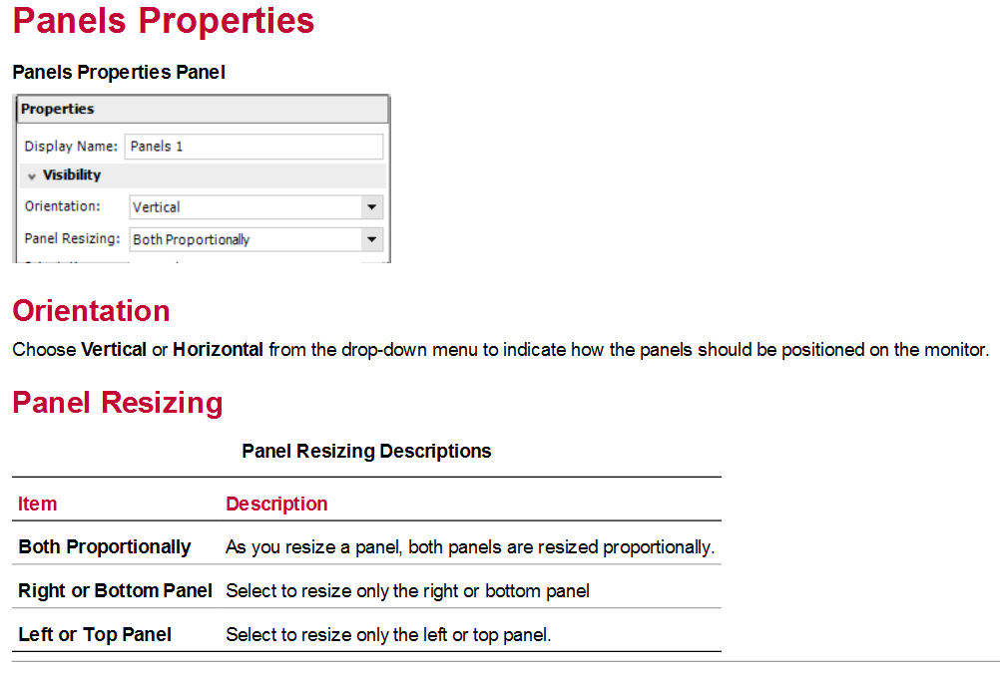 Panels Properties
Panels Properties Panel
Properties
Display Name: Panels 1
Visibility
Orientation: Vertical
Panel Resizing: Both Proportionally
Orientation
Choose Vertical or Horizontal from the drop-down menu to indicate how the panels should be positioned on the monitor.
Panel Resizing
Panel Resizing Descriptions
Item Description
Both Proportionally As you resize a panel, both panels are resized proportionally.
Right or Bottom Panel Select to resize only the right or bottom panel
Left or Top Panel Select to resize only the left or top panel.